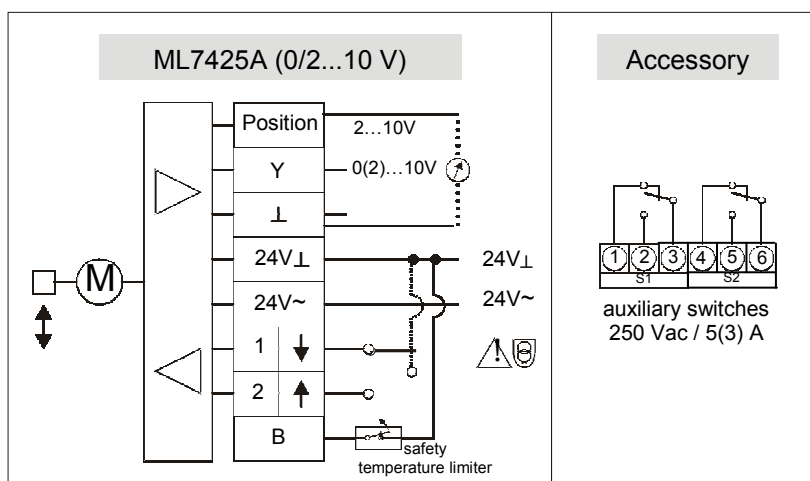 ML7425A (0/2...10 V)
Position
2...10V
Y
0(2)...10V
⊥
24V⊥
24V⊥
24V~
24V~
M
1
2
B
safety
temperature limiter
Accessory
1 2 3 4 5 6
S1 S2
auxiliary switches
250 Vac / 5(3) A